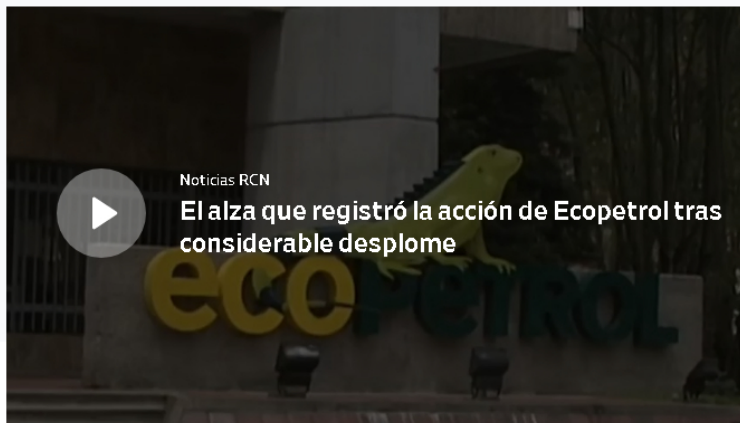 Noticias RCN
El alza que registró la acción de Ecopetrol tras
considerable desplome
ecoPETROL